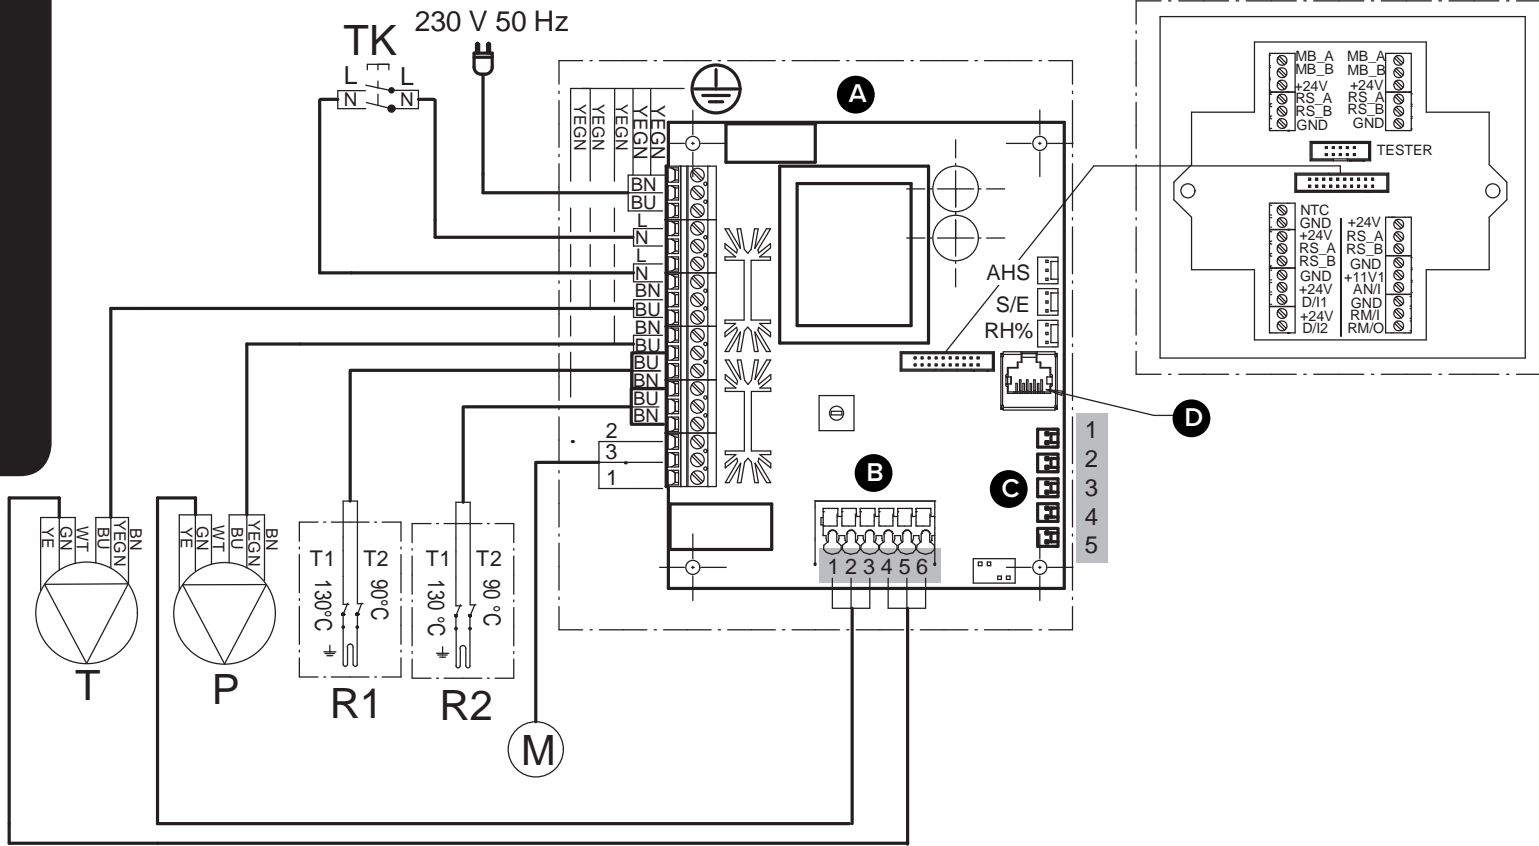 230 V 50 Hz
TK
L L
N N
YEGN
YEGN
YEGN
YEGN
YEGN
A
BN
BU
L
N
L
N
BN
BU
BN
BU
BU
BN
BU
BN
2
3
1
AHS
S/E
RH%
D
B
C
1
2
3
4
5
1 2 3 4 5 6
MB_A MB_A
MB_B MB_B
+24V +24V
RS_A RS_A
RS_B RS_B
GND GND
TESTER
NTC
GND +24V
+24V RS_A
RS_A RS_B
RS_B GND
GND +11V1
+24V AN/I
D/I1 GND
+24V RM/I
D/I2 RM/O
YE GN WT BU YEGN BN
YE GN WT BU YEGN BN
T1 T2
130°C 90°C
T1 T2
130 °C 90 °C
T
P
R1
R2
M